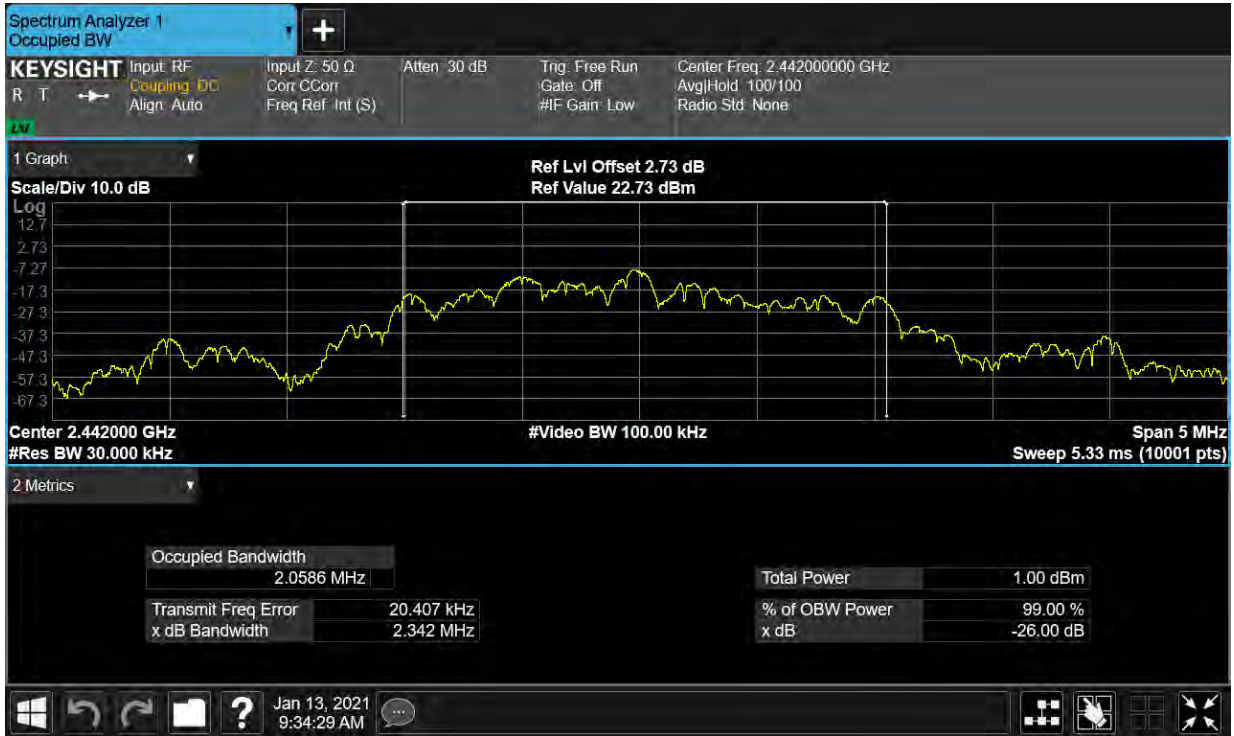 Spectrum Analyzer 1
Occupied BW
KEYSIGHT Input: RF Input Z: 50 Ω Atten: 30 dB Trig: Free Run Center Freq: 2.442000000 GHz
R T Coupling: DC Corr CCorr Gate: Off Avg|Hold: 100/100
Align: Auto Freq Ref: Int (S) #IF Gain: Low Radio Std: None
LXI
1 Graph
Ref Lvl Offset 2.73 dB
Scale/Div 10.0 dB Ref Value 22.73 dBm
Log
12.7
2.73
-7.27
-17.3
-27.3
-37.3
-47.3
-57.3
-67.3
Center 2.442000 GHz #Video BW 100.00 kHz Span 5 MHz
#Res BW 30.000 kHz Sweep 5.33 ms (10001 pts)
2 Metrics
Occupied Bandwidth
2.0586 MHz Total Power 1.00 dBm
Transmit Freq Error 20.407 kHz % of OBW Power 99.00 %
x dB Bandwidth 2.342 MHz x dB -26.00 dB
? Jan 13, 2021
9:34:29 AM